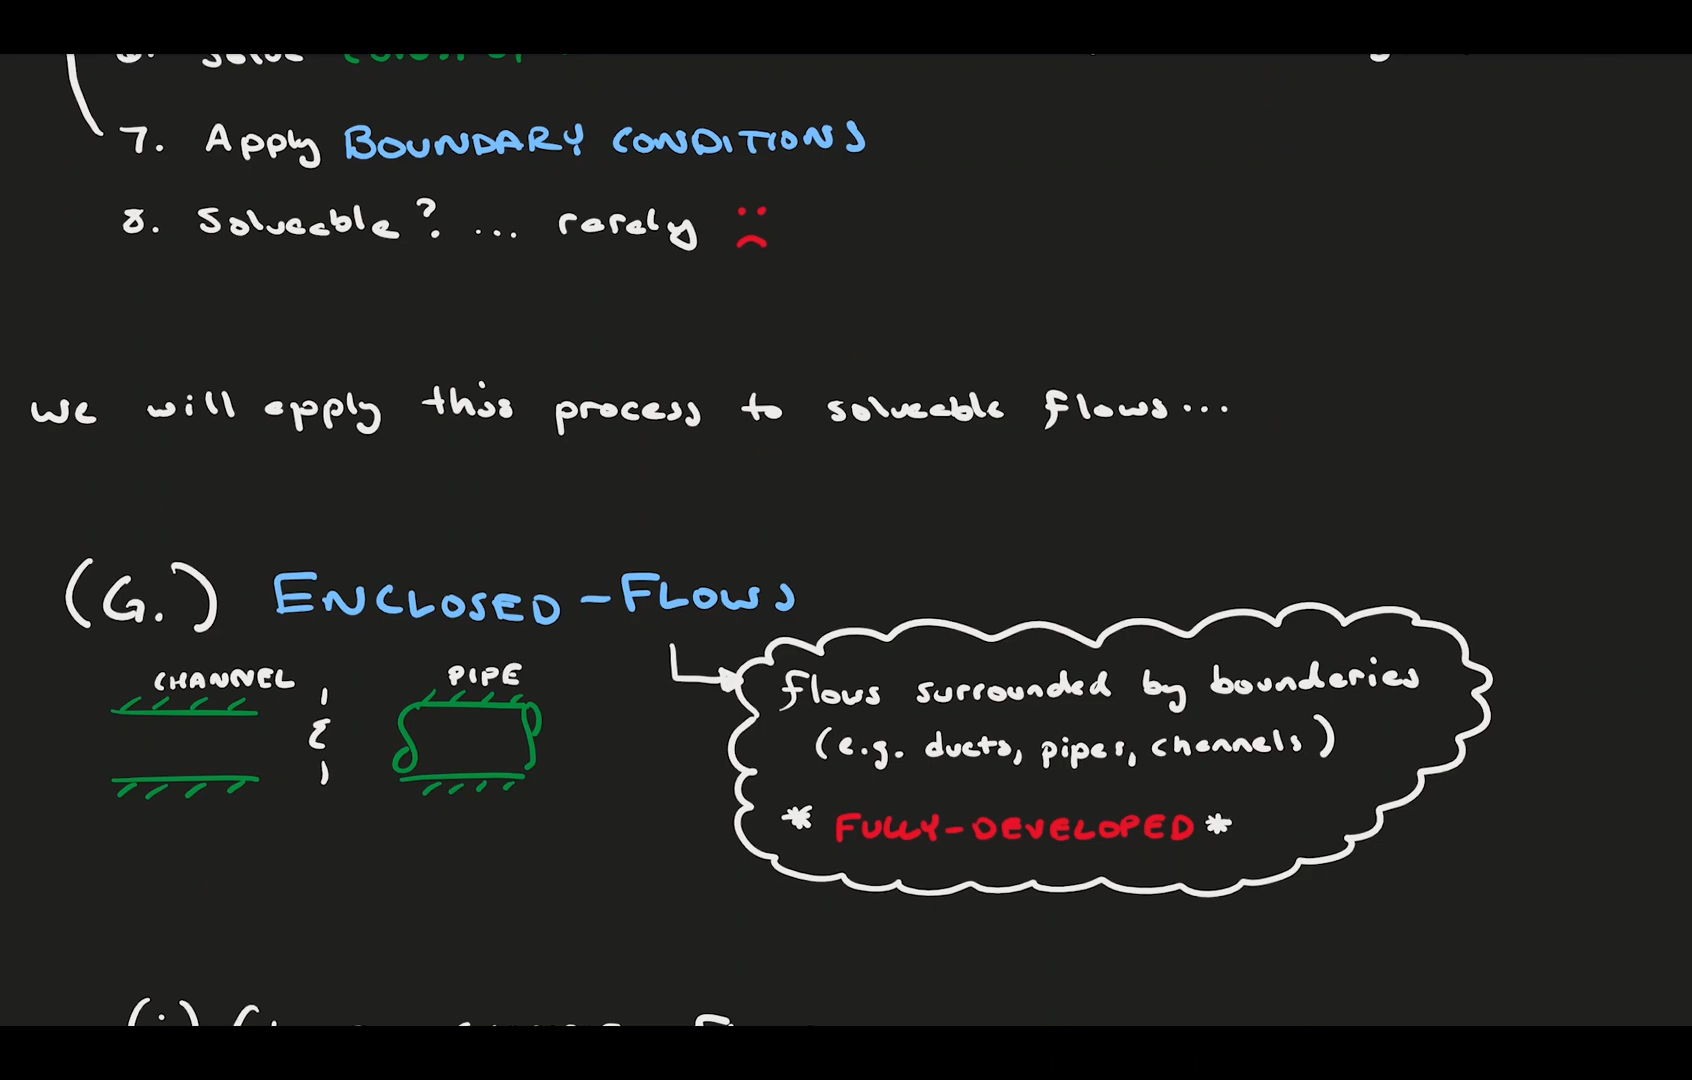 7. Apply BOUNDARY CONDITIONS
8. Solveable? ... rarely
we will apply this process to solveable flows...
(G.) ENCLOSED-FLOWS
CHANNEL
&
PIPE
flows surrounded by bounderies
(e.g. ducts, pipes, channels)
* FULLY-DEVELOPED *
(i)